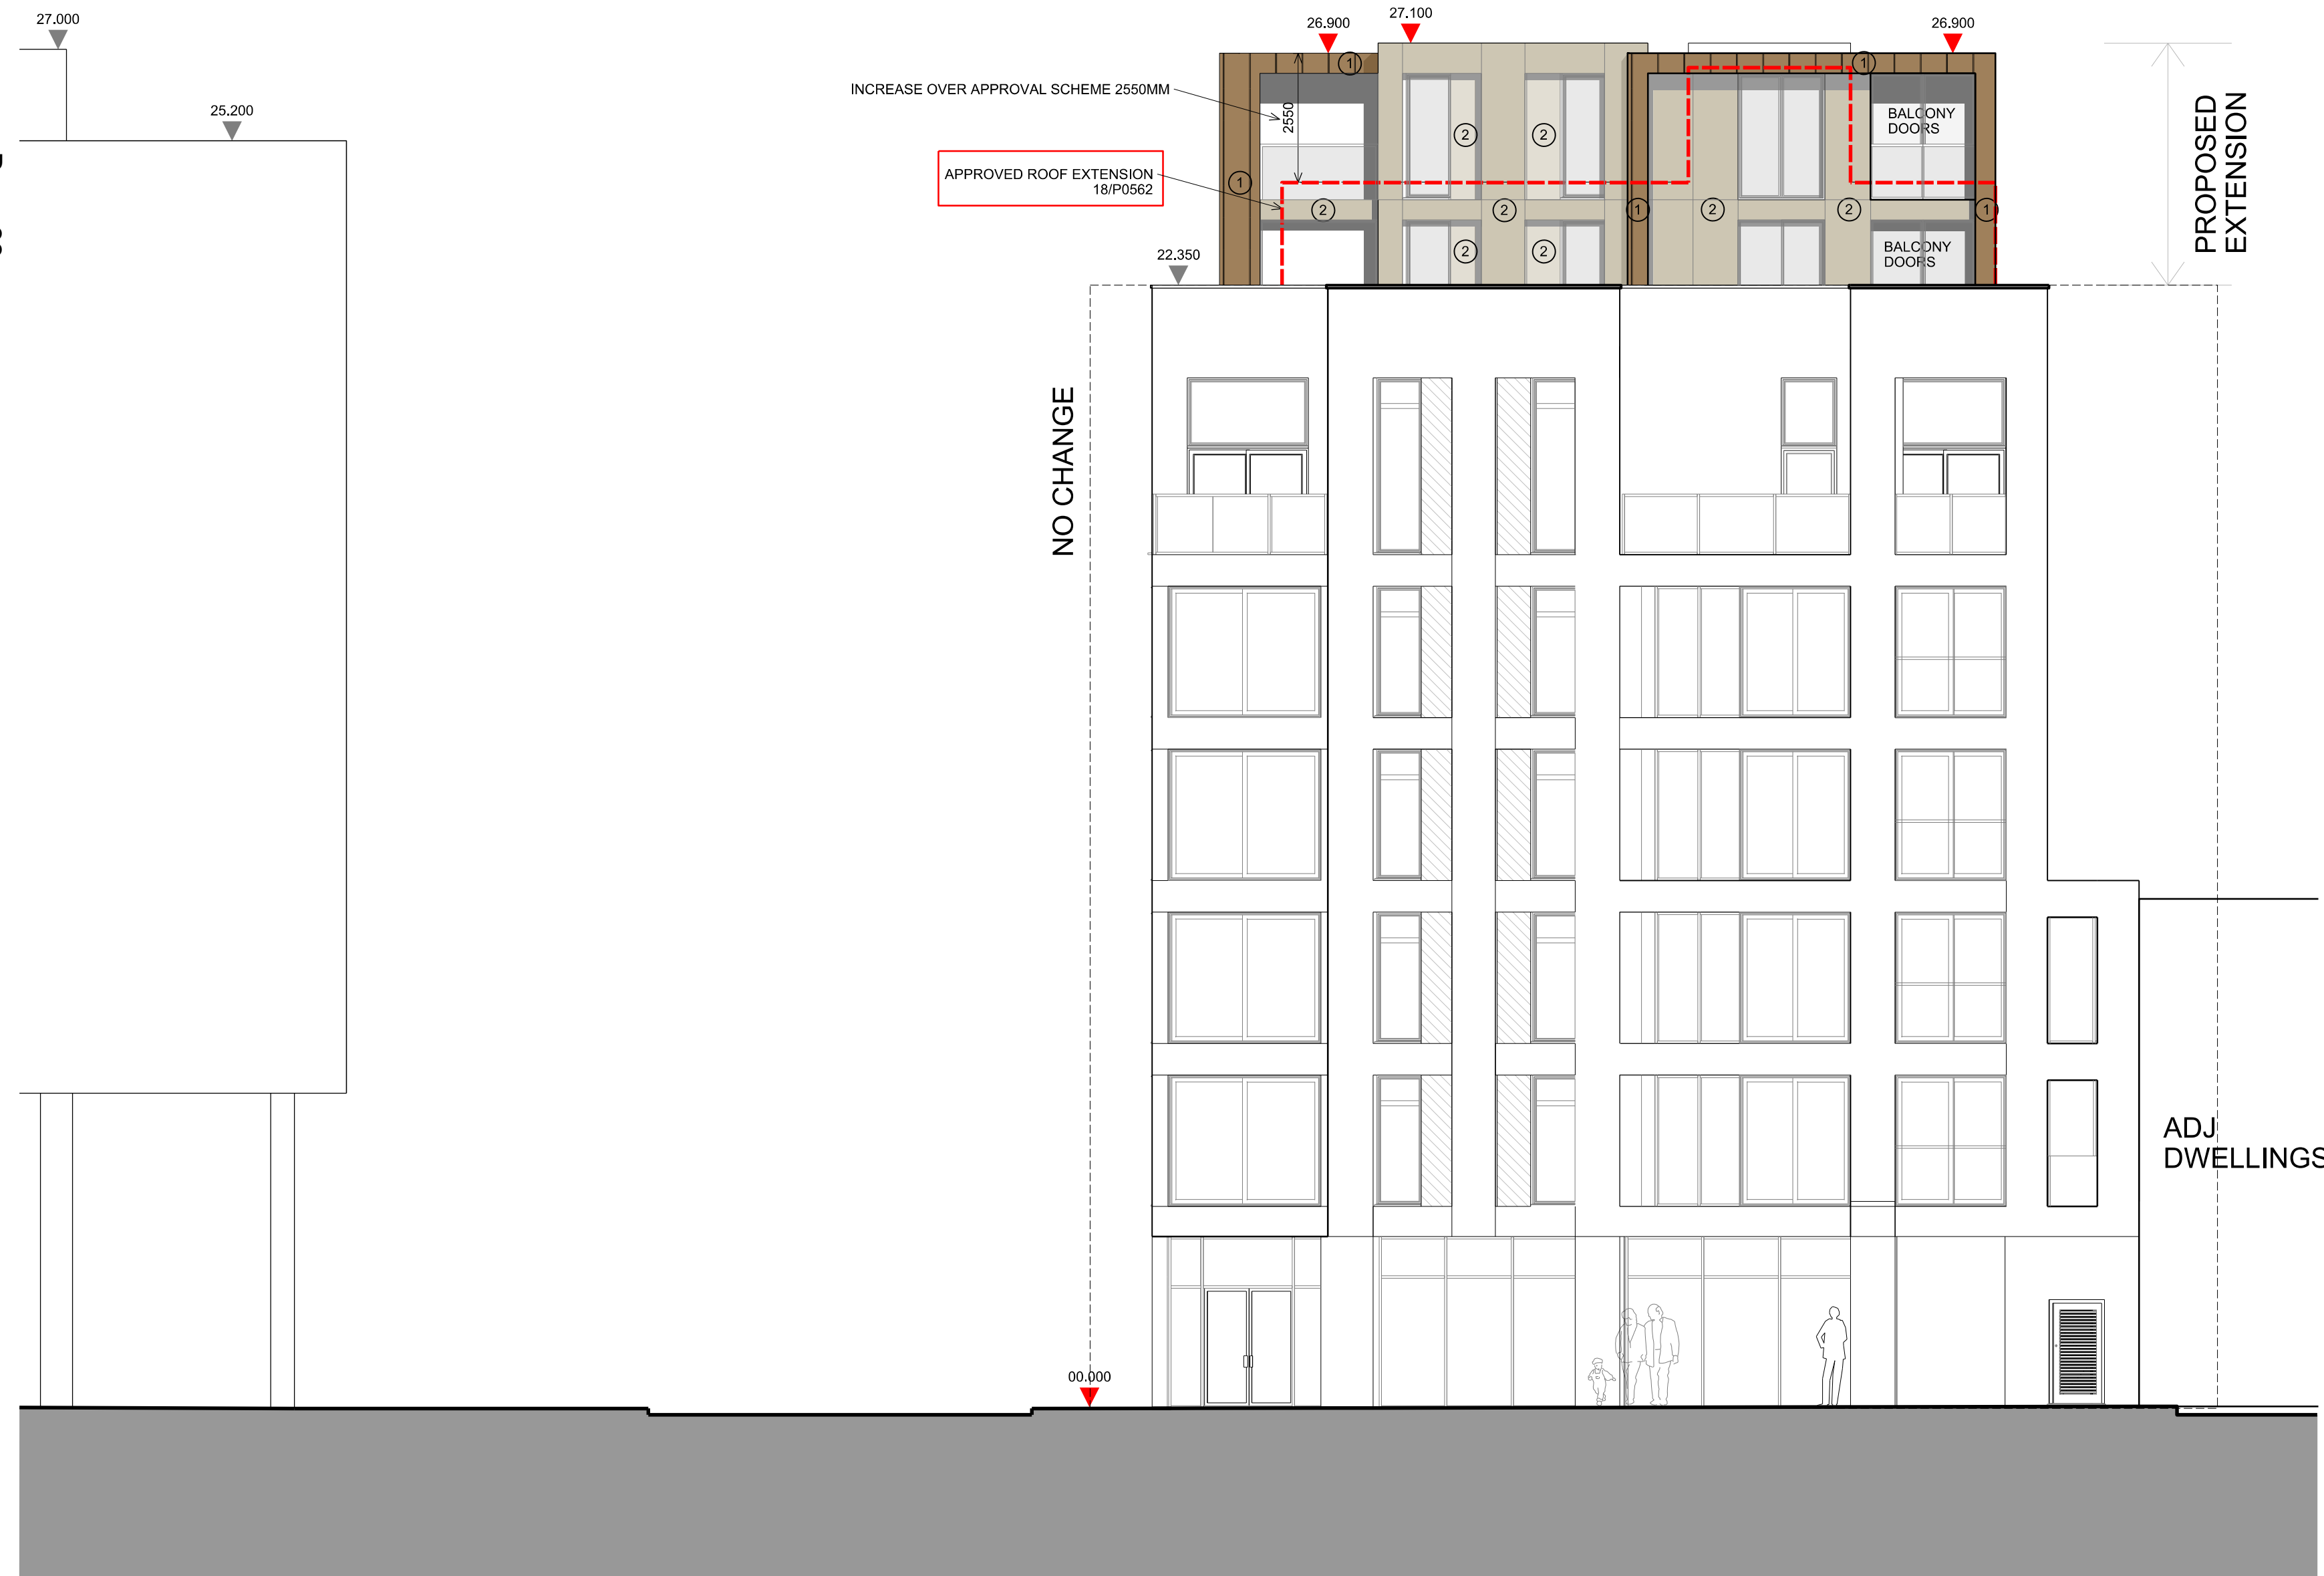 27.000
25.200
26.900
27.100
26.900
INCREASE OVER APPROVAL SCHEME 2550MM
2550
APPROVED ROOF EXTENSION
18/P0562
22.350
1
1
1
1
1
2
2
2
2
2
2
2
2
BALCONY
DOORS
BALCONY
DOORS
PROPOSED
EXTENSION
NO CHANGE
ADJ
DWELLINGS
00.000